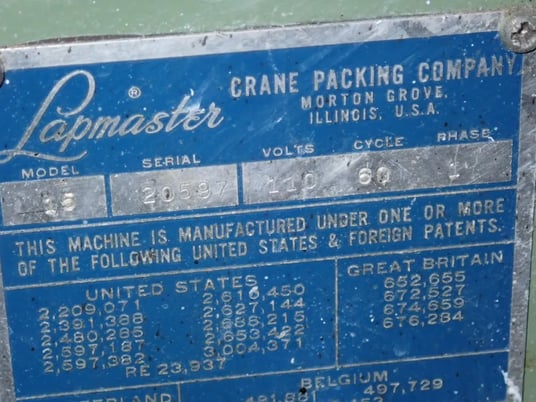 Lapmaster ®
CRANE PACKING COMPANY
MORTON GROVE,
ILLINOIS, U.S.A.
MODEL SERIAL VOLTS CYCLE PHASE
15 20597 110 60 1
THIS MACHINE IS MANUFACTURED UNDER ONE OR MORE
OF THE FOLLOWING UNITED STATES & FOREIGN PATENTS.
UNITED STATES
2,209,071 2,610,450
2,391,388 2,627,144
2,480,285 2,686,215
2,597,187 2,653,422
2,597,382 3,004,371
RE 23,937
GREAT BRITAIN
652,655
672,527
674,659
676,284
BELGIUM
497,729